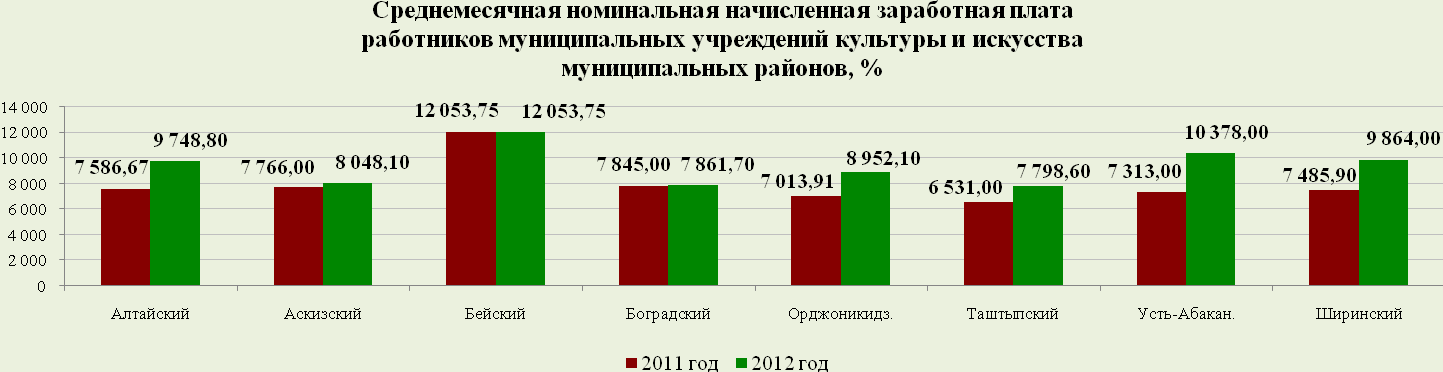 Среднемесячная номинальная начисленная заработная плата
работников муниципальных учреждений культуры и искусства
муниципальных районов, %
14 000
12 000
10 000
8 000
6 000
4 000
2 000
0
7 586,67 9 748,80 7 766,00 8 048,10 12 053,75 12 053,75 7 845,00 7 861,70 7 013,91 8 952,10 6 531,00 7 798,60 7 313,00 10 378,00 7 485,90 9 864,00
Алтайский Аскизский Бейский Боградский Орджоникидз. Таштыпский Усть-Абакан. Ширинский
2011 год 2012 год